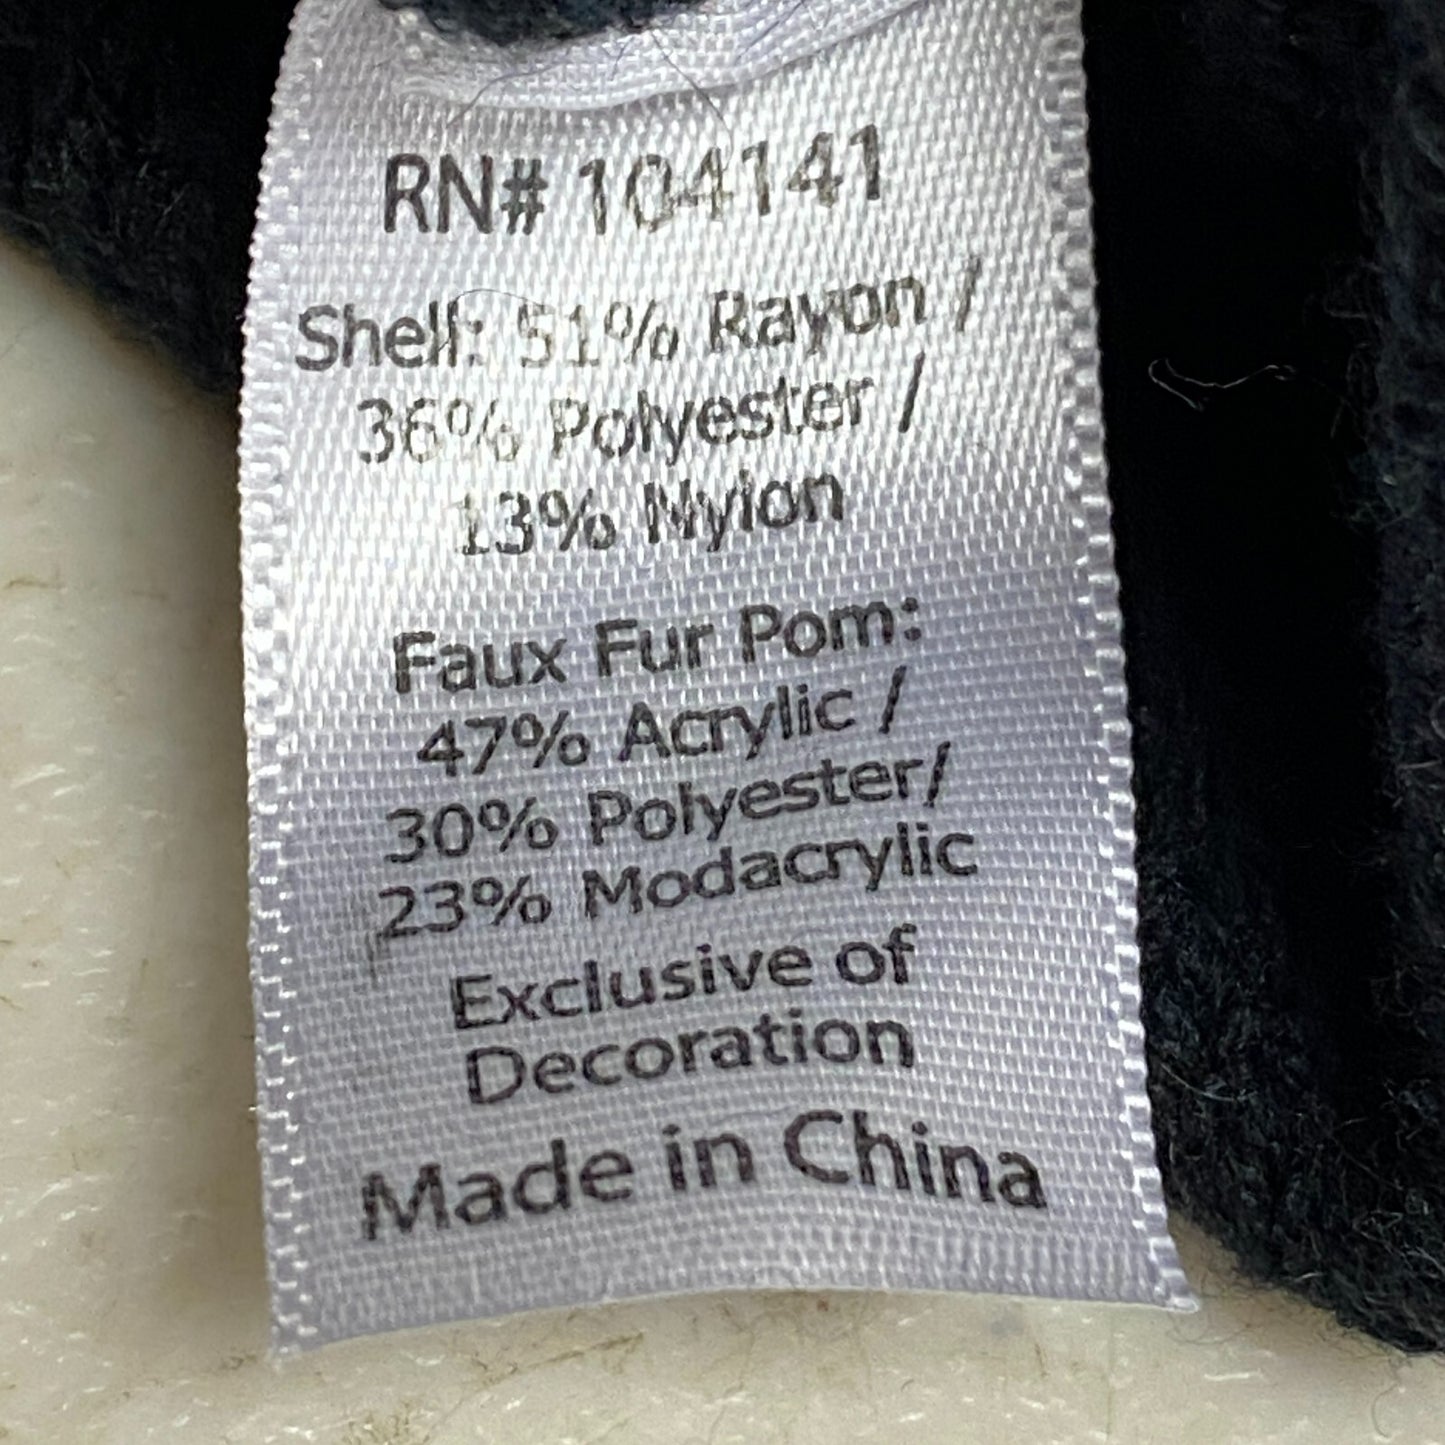 RN# 104141
Shell: 51% Rayon /
36% Polyester /
13% Nylon
Faux Fur Pom:
47% Acrylic /
30% Polyester/
23% Modacrylic
Exclusive of
Decoration
Made in China